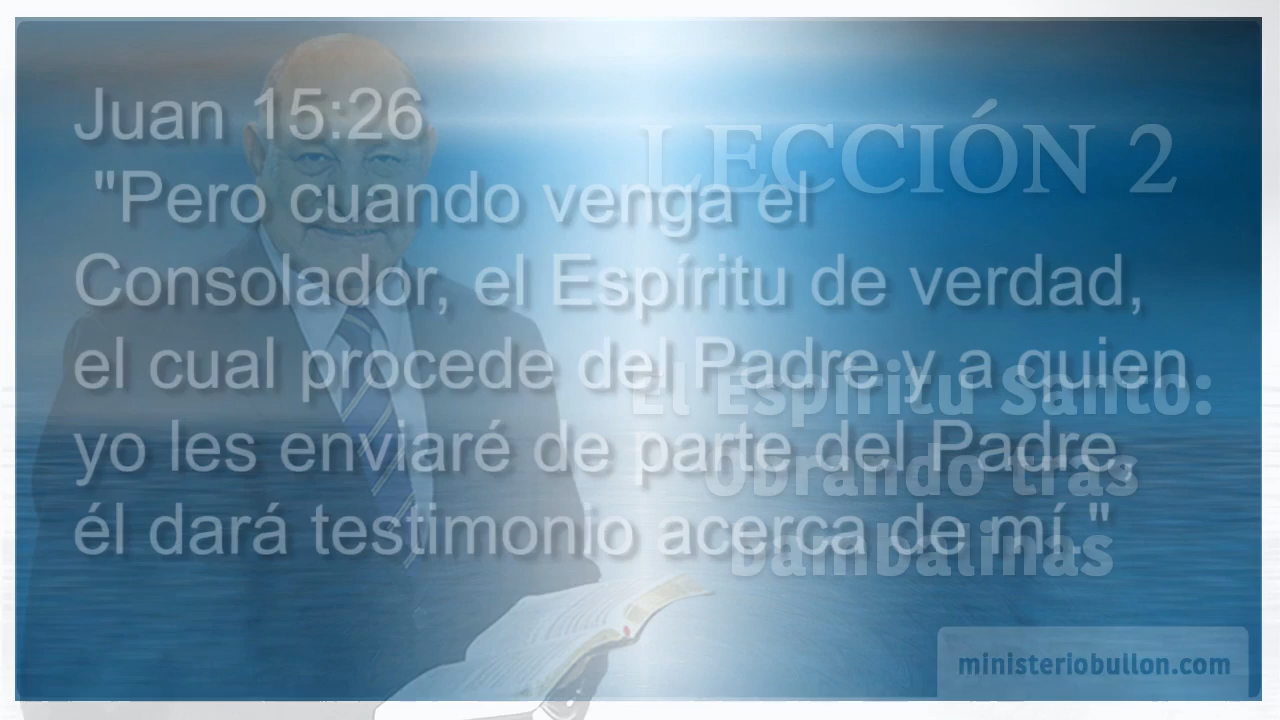 Juan 15:26
"Pero cuando venga el
Consolador, el Espíritu de verdad,
el cual procede del Padre y a quien
yo les enviaré de parte del Padre,
él dará testimonio acerca de mí."
LECCIÓN 2
El Espíritu Santo:
Obrando tras
bambalinas
ministeriobullon.com